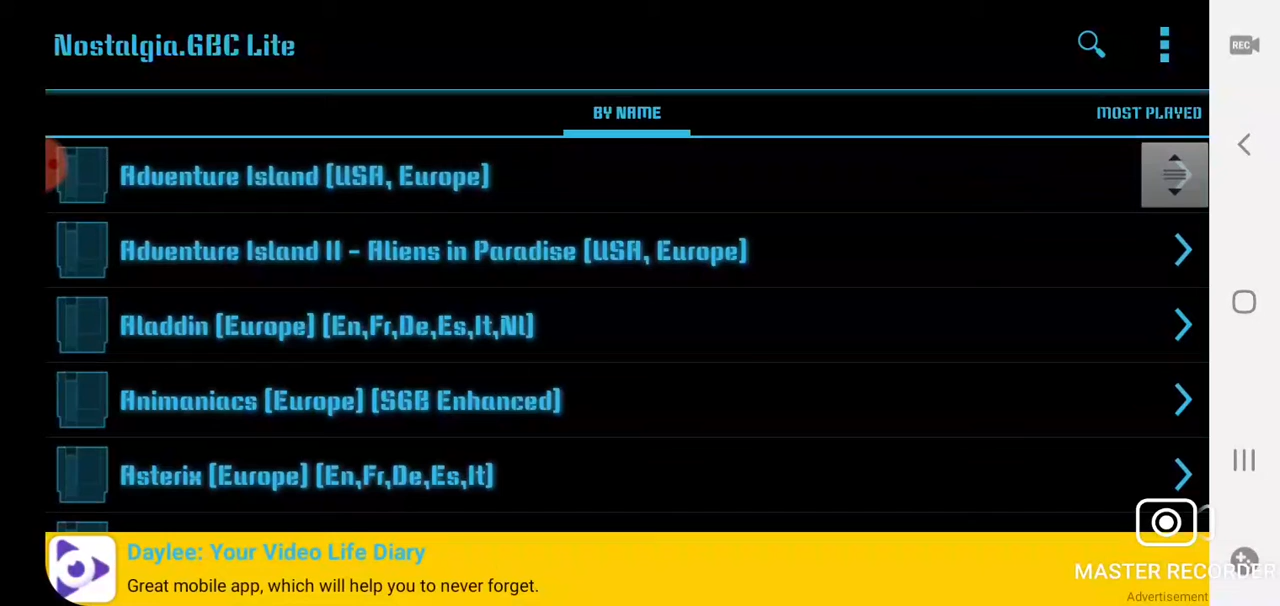 Nostalgia.GBC Lite
REC
BY NAME
MOST PLAYED
Adventure Island [USA, Europe]
Adventure Island II - Aliens in Paradise [USA, Europe]
Aladdin [Europe] [En,Fr,De,Es,It,Nl]
Animaniacs [Europe] [SGB Enhanced]
Asterix [Europe] [En,Fr,De,Es,It]
Daylee: Your Video Life Diary
Great mobile app, which will help you to never forget.
MASTER RECORDER
Advertisement